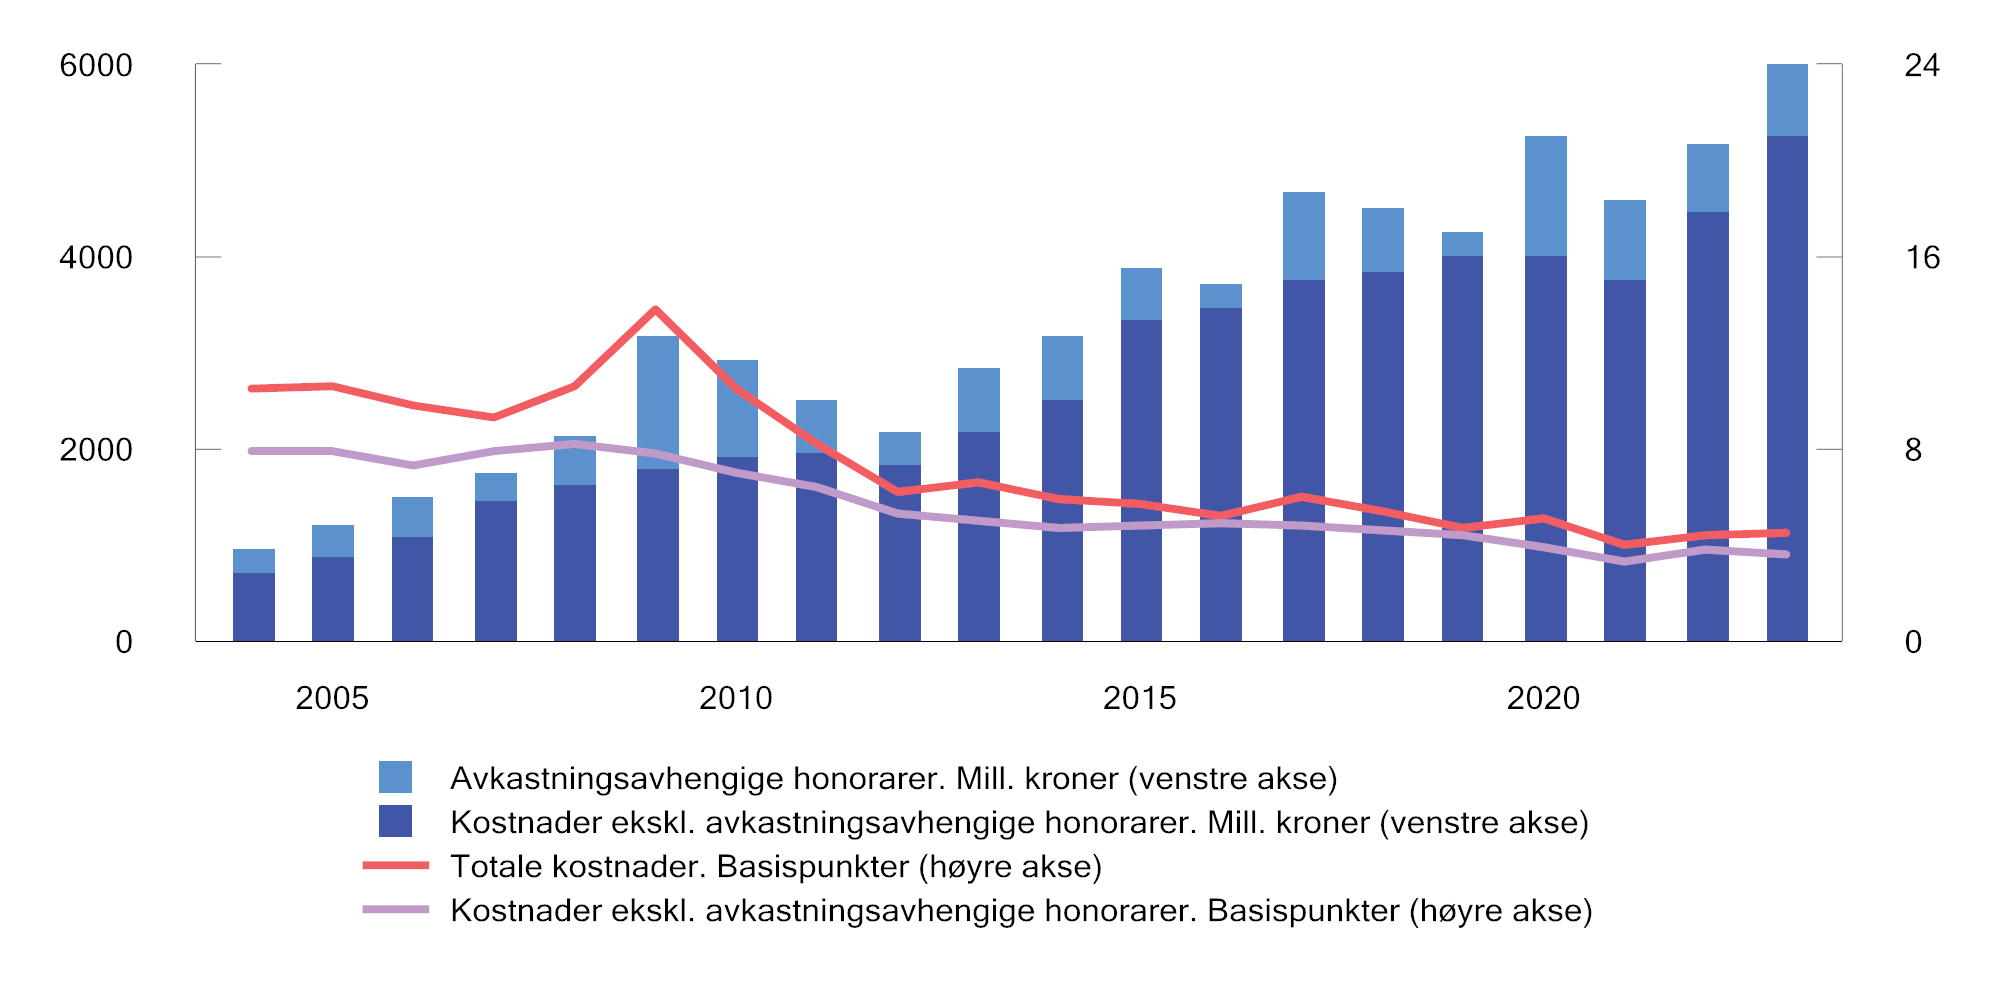 6000 24
4000 16
2000 8
0 0
2005 2010 2015 2020
Avkastningsavhengige honorarer. Mill. kroner (venstre akse)
Kostnader ekskl. avkastningsavhengige honorarer. Mill. kroner (venstre akse)
Totale kostnader. Basispunkter (høyre akse)
Kostnader ekskl. avkastningsavhengige honorarer. Basispunkter (høyre akse)